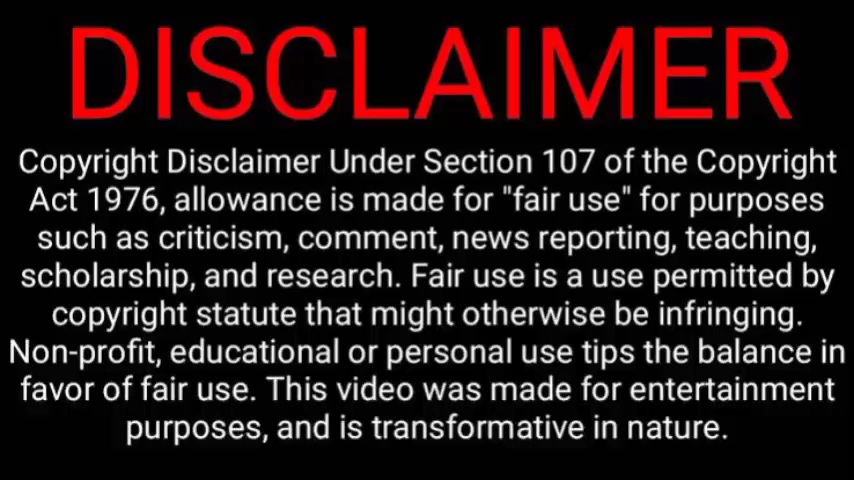 DISCLAIMER
Copyright Disclaimer Under Section 107 of the Copyright
Act 1976, allowance is made for "fair use" for purposes
such as criticism, comment, news reporting, teaching,
scholarship, and research. Fair use is a use permitted by
copyright statute that might otherwise be infringing.
Non-profit, educational or personal use tips the balance in
favor of fair use. This video was made for entertainment
purposes, and is transformative in nature.